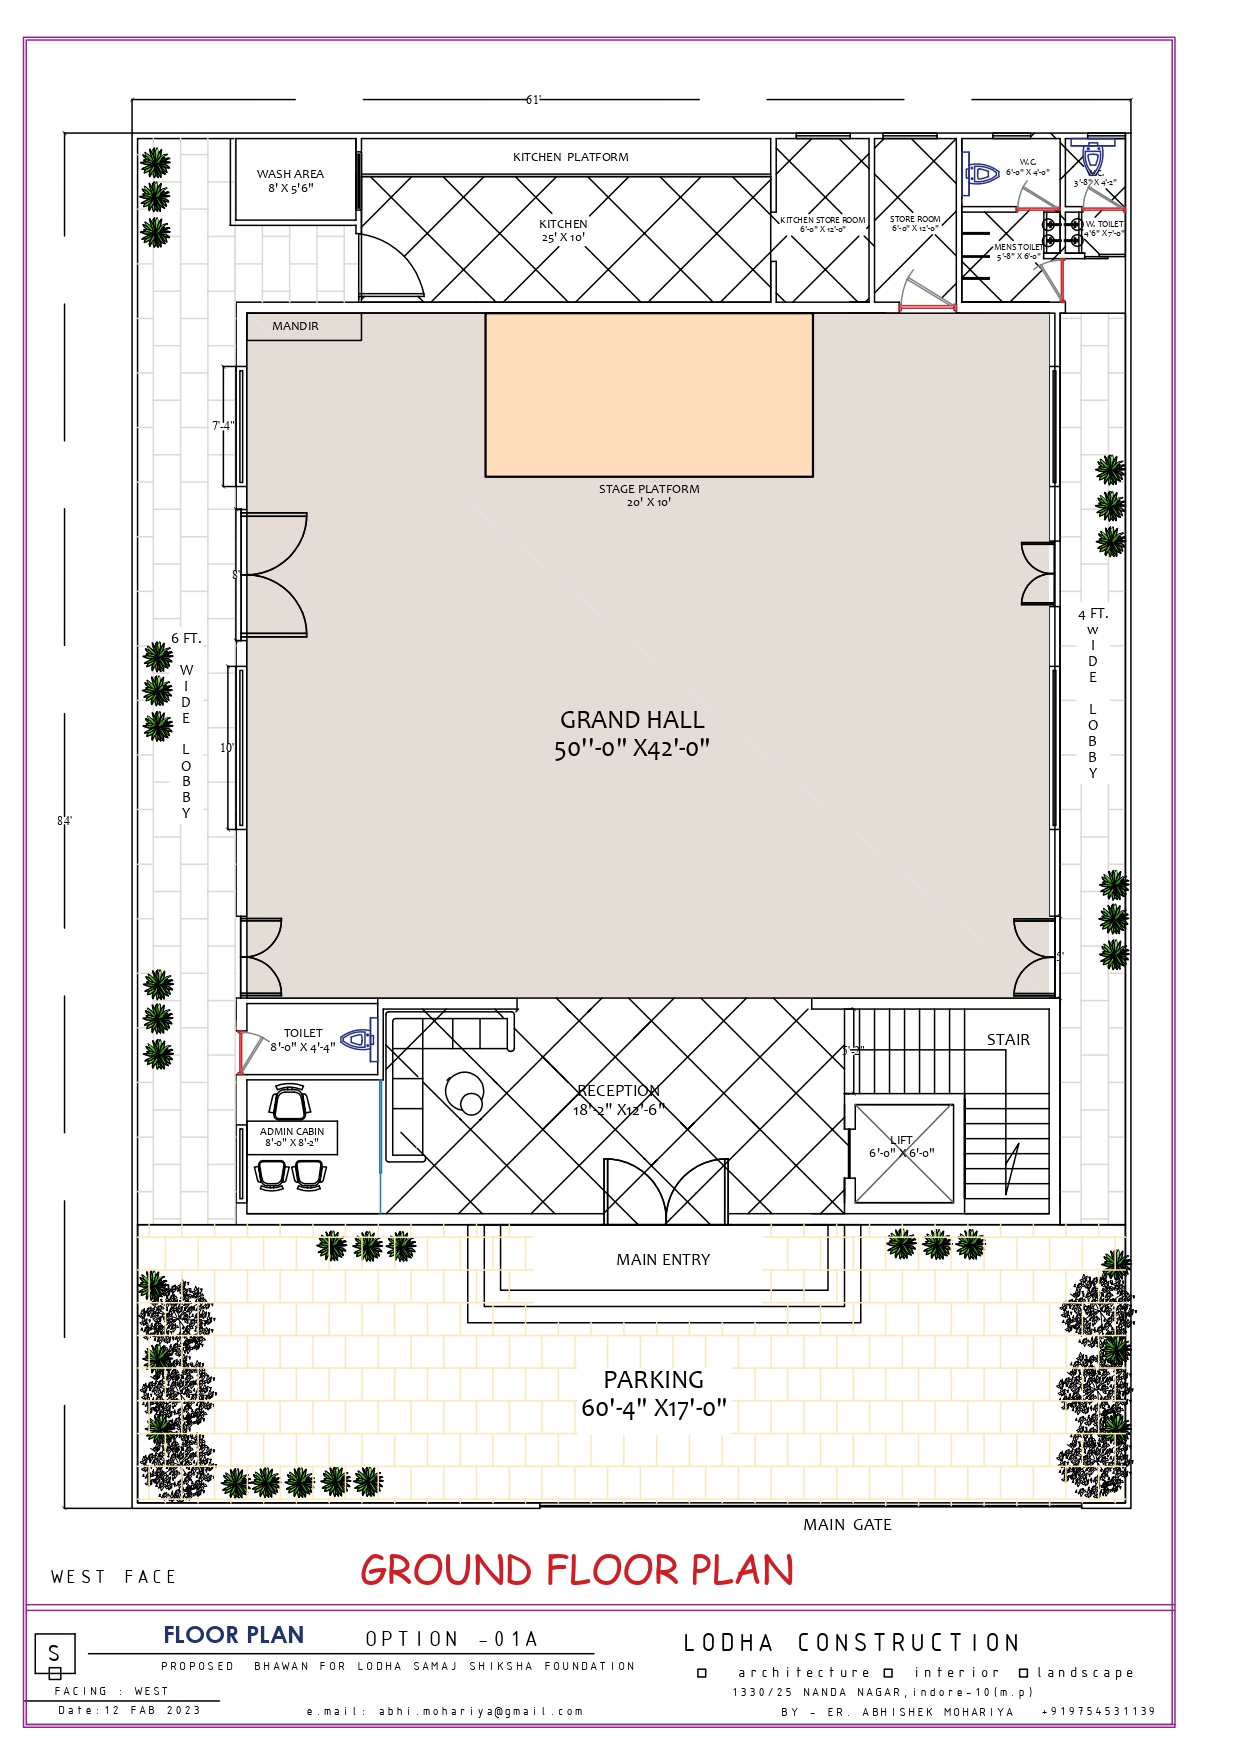 61'
KITCHEN PLATFORM
WASH AREA
8' X 5'6"
KITCHEN
25' X 10'
KITCHEN STORE ROOM
6'-0" X 12'-0"
STORE ROOM
6'-0" X 12'-0"
W.C.
6'-0" X 4'-0"
W.C.
3'-8" X 4'-2"
MENS TOILET
5'-8" X 6'-0"
W. TOILET
4'6" X 7'-0"
MANDIR
7'-4"
STAGE PLATFORM
20' X 10'
8'
6 FT.
WIDE
LOBBY
4 FT.
WIDE
LOBBY
GRAND HALL
50''-0" X42'-0"
10'
84'
5'
TOILET
8'-0" X 4'-4"
RECEPTION
18'-2" X12'-6"
5'-2"
STAIR
ADMIN CABIN
8'-0" X 8'-2"
LIFT
6'-0" X 6'-0"
MAIN ENTRY
PARKING
60'-4" X17'-0"
MAIN GATE
WEST FACE
GROUND FLOOR PLAN
S
FLOOR PLAN OPTION -01A
PROPOSED BHAWAN FOR LODHA SAMAJ SHIKSHA FOUNDATION
FACING : WEST
Date:12 FAB 2023
e.mail: abhi.mohariya@gmail.com
LODHA CONSTRUCTION
architecture interior landscape
1330/25 NANDA NAGAR,indore-10(m.p)
BY - ER. ABHISHEK MOHARIYA +919754531139